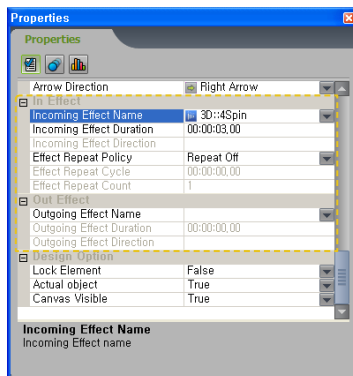 Properties
Properties
Arrow Direction Right Arrow
In Effect
Incoming Effect Name 3D::4Spin
Incoming Effect Duration 00:00:03,00
Incoming Effect Direction
Effect Repeat Policy Repeat Off
Effect Repeat Cycle 00:00:00,00
Effect Repeat Count 1
Out Effect
Outgoing Effect Name
Outgoing Effect Duration 00:00:00,00
Outgoing Effect Direction
Design Option
Lock Element False
Actual object True
Canvas Visible True
Incoming Effect Name
Incoming Effect name